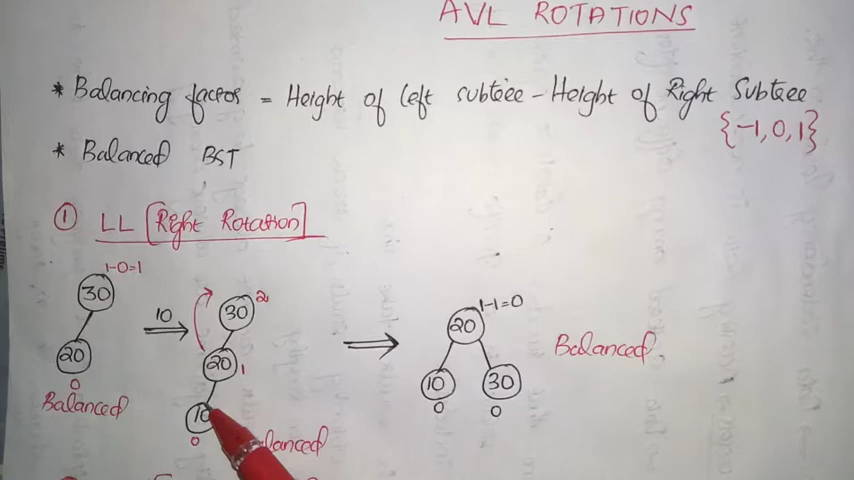 AVL ROTATIONS
* Balancing factor = Height of left subtree - Height of Right Subtree
{-1,0,1}
* Balanced BST
① LL [Right Rotation]
1-0=1
30
20
0
Balanced
10
30 2
20 1
10
0
lanced
1-1=0
20
10 30
0 0
Balanced